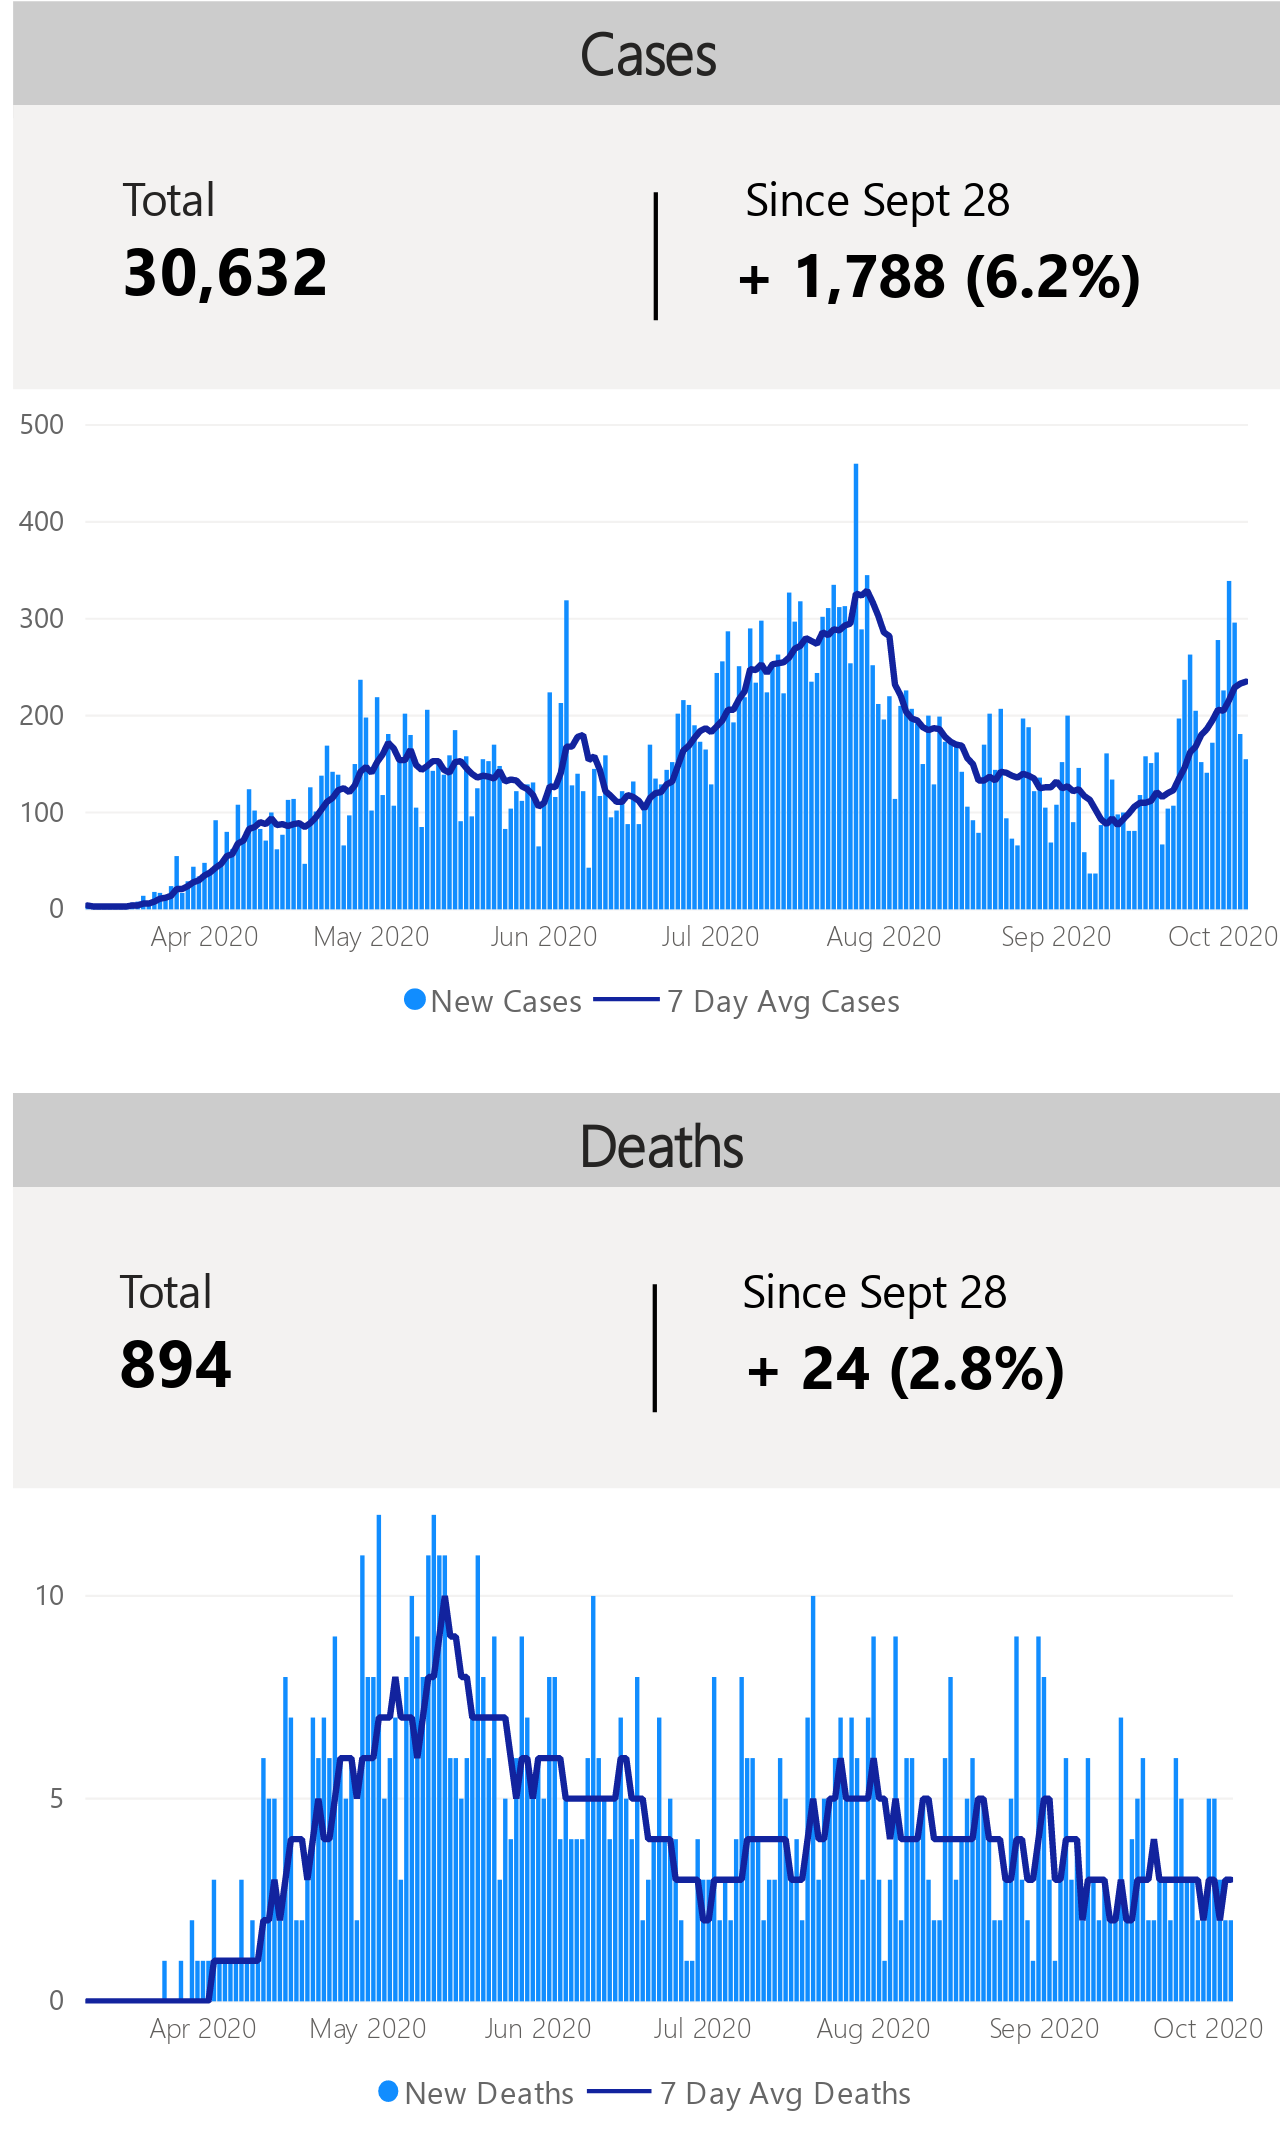 Cases
Total
30,632
Since Sept 28
+ 1,788 (6.2%)
500
400
300
200
100
0
Apr 2020 May 2020 Jun 2020 Jul 2020 Aug 2020 Sep 2020 Oct 2020
New Cases 7 Day Avg Cases
Deaths
Total
894
Since Sept 28
+ 24 (2.8%)
10
5
0
Apr 2020 May 2020 Jun 2020 Jul 2020 Aug 2020 Sep 2020 Oct 2020
New Deaths 7 Day Avg Deaths